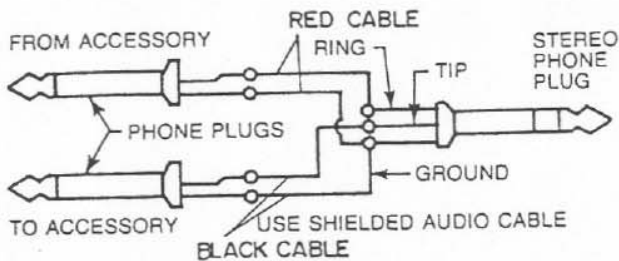 RED CABLE
FROM ACCESSORY
RING
STEREO
PHONE
PLUG
TIP
PHONE PLUGS
GROUND
TO ACCESSORY
USE SHIELDED AUDIO CABLE
BLACK CABLE